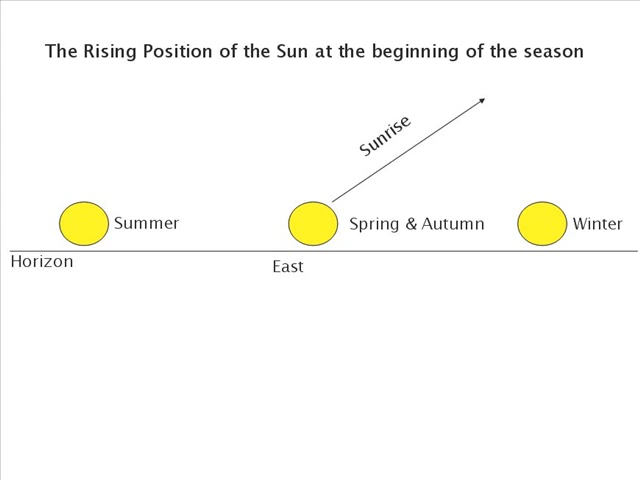 The Rising Position of the Sun at the beginning of the season
Sunrise
Summer
Spring & Autumn
Winter
Horizon
East